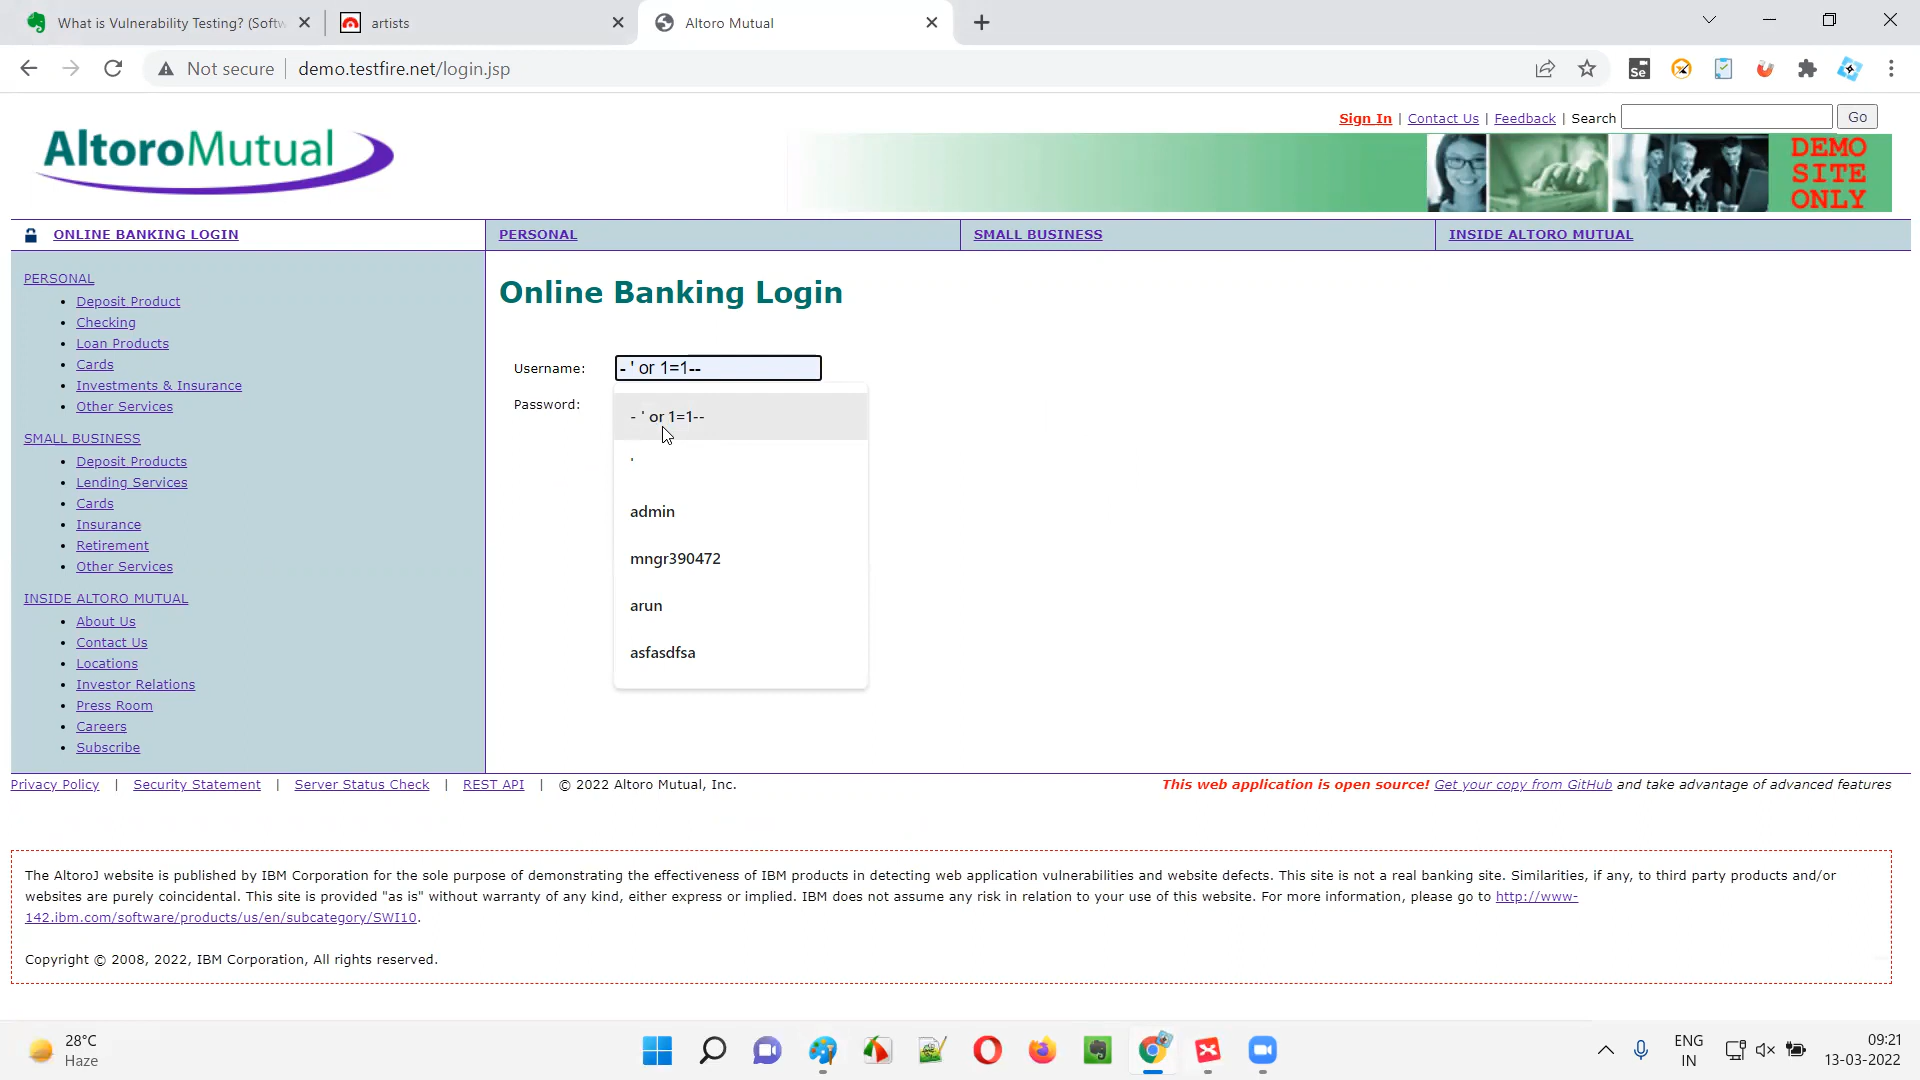 What is Vulnerability Testing? (Softw
artists
Altoro Mutual
Not secure
demo.testfire.net/login.jsp
Se
Sign In | Contact Us | Feedback | Search
Go
AltoroMutual
DEMO
SITE
ONLY
ONLINE BANKING LOGIN
PERSONAL
SMALL BUSINESS
INSIDE ALTORO MUTUAL
PERSONAL
Deposit Product
Checking
Loan Products
Cards
Investments & Insurance
Other Services
SMALL BUSINESS
Deposit Products
Lending Services
Cards
Insurance
Retirement
Other Services
INSIDE ALTORO MUTUAL
About Us
Contact Us
Locations
Investor Relations
Press Room
Careers
Subscribe
Online Banking Login
Username:
- ' or 1=1--
Password:
- ' or 1=1--
'
admin
mngr390472
arun
asfasdfsa
Privacy Policy | Security Statement | Server Status Check | REST API | © 2022 Altoro Mutual, Inc.
This web application is open source! Get your copy from GitHub and take advantage of advanced features
The AltoroJ website is published by IBM Corporation for the sole purpose of demonstrating the effectiveness of IBM products in detecting web application vulnerabilities and website defects. This site is not a real banking site. Similarities, if any, to third party products and/or
websites are purely coincidental. This site is provided "as is" without warranty of any kind, either express or implied. IBM does not assume any risk in relation to your use of this website. For more information, please go to http://www-
142.ibm.com/software/products/us/en/subcategory/SWI10.
Copyright © 2008, 2022, IBM Corporation, All rights reserved.
28°C
Haze
ENG
IN
09:21
13-03-2022